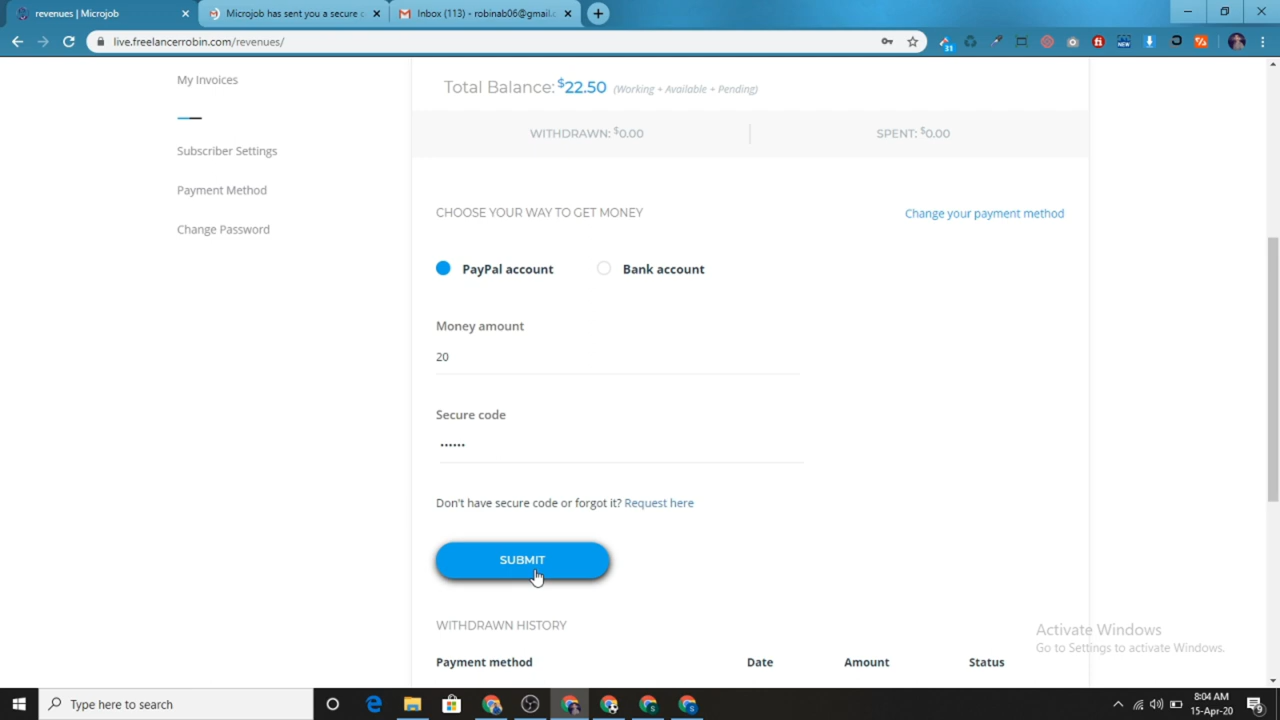 revenues | Microjob
Microjob has sent you a secure c
Inbox (113) - robinab06@gmail.c
live.freelancerrobin.com/revenues/
31
NEW
My Invoices
Total Balance: $22.50 (Working + Available + Pending)
WITHDRAWN: $0.00
SPENT: $0.00
Subscriber Settings
Payment Method
Change Password
CHOOSE YOUR WAY TO GET MONEY
Change your payment method
PayPal account
Bank account
Money amount
20
Secure code
••••••
Don't have secure code or forgot it? Request here
SUBMIT
WITHDRAWN HISTORY
Payment method Date Amount Status
Activate Windows
Go to Settings to activate Windows.
Type here to search
8:04 AM
15-Apr-20
9